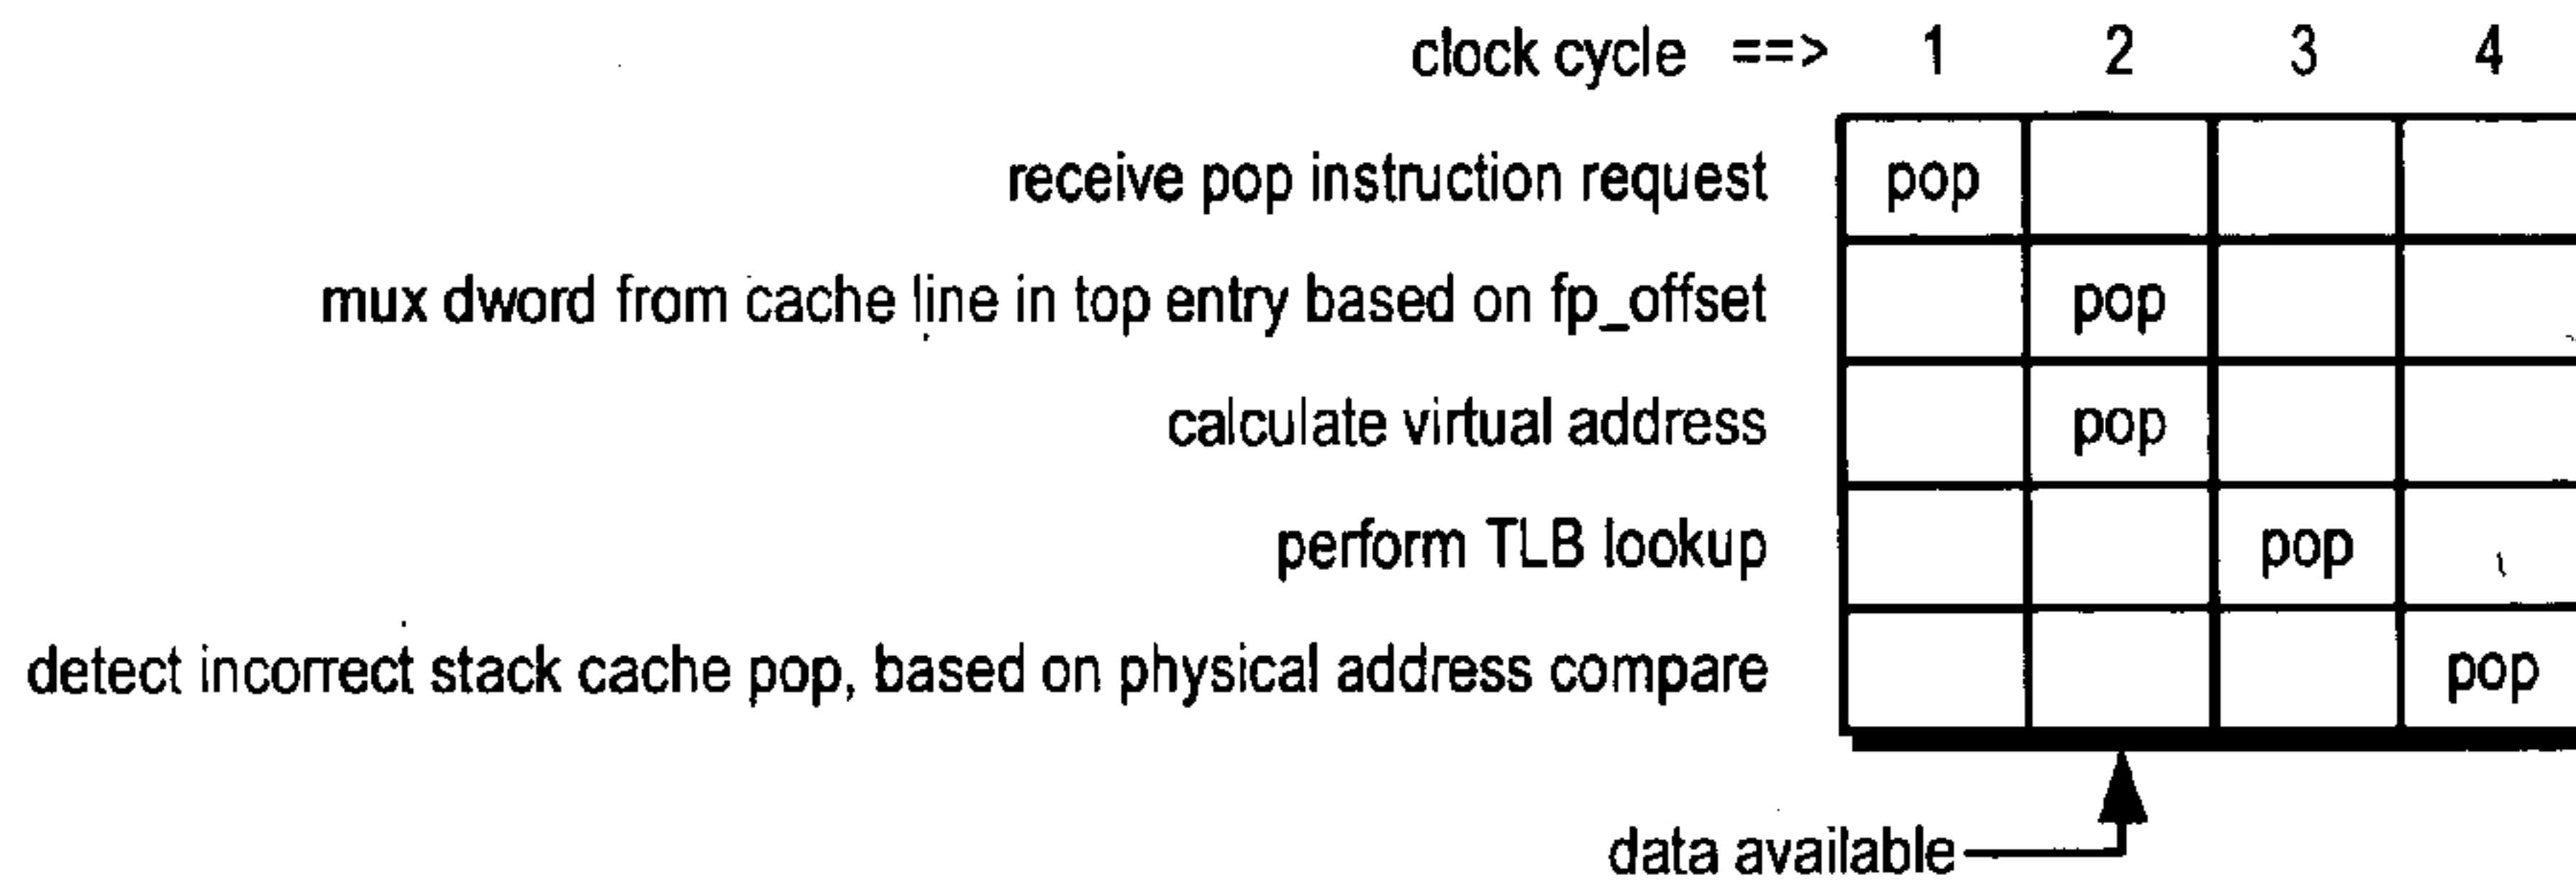 clock cycle ==> 1 2 3 4
receive pop instruction request pop
mux dword from cache line in top entry based on fp_offset pop
calculate virtual address pop
perform TLB lookup pop
detect incorrect stack cache pop, based on physical address compare pop
data available